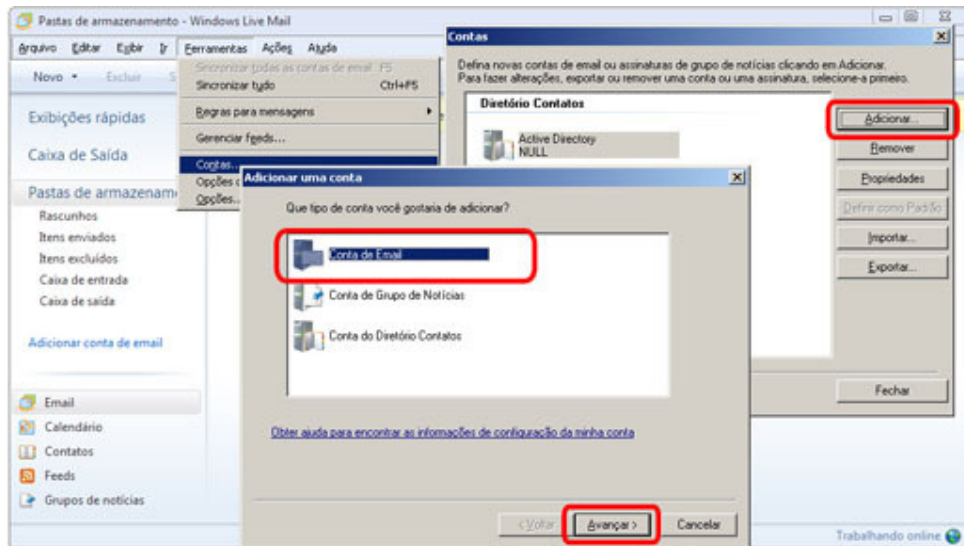 Pastas de armazenamento - Windows Live Mail
Arquivo Editar Exibir Ir Ferramentas Ações Ajuda
Novo Excluir S
Sincronizar todas as contas de email F5
Sincronizar tudo Ctrl+F5
Regras para mensagens
Gerenciar feeds...
Contas...
Opções d
Opções...
Exibições rápidas
Caixa de Saída
Pastas de armazenam
Rascunhos
Itens enviados
Itens excluídos
Caixa de entrada
Caixa de saída
Adicionar conta de email
Email
Calendário
Contatos
Feeds
Grupos de notícias
Contas
Defina novas contas de email ou assinaturas de grupo de notícias clicando em Adicionar.
Para fazer alterações, exportar ou remover uma conta ou uma assinatura, selecione-a primeiro.
Diretório Contatos
Active Directory
NULL
Adicionar...
Remover
Propriedades
Definir como Padrão
Importar...
Exportar...
Fechar
Adicionar uma conta
Que tipo de conta você gostaria de adicionar?
Conta de Email
Conta de Grupo de Notícias
Conta do Diretório Contatos
Obter ajuda para encontrar as informações de configuração da minha conta
< Voltar Avançar > Cancelar
Trabalhando online